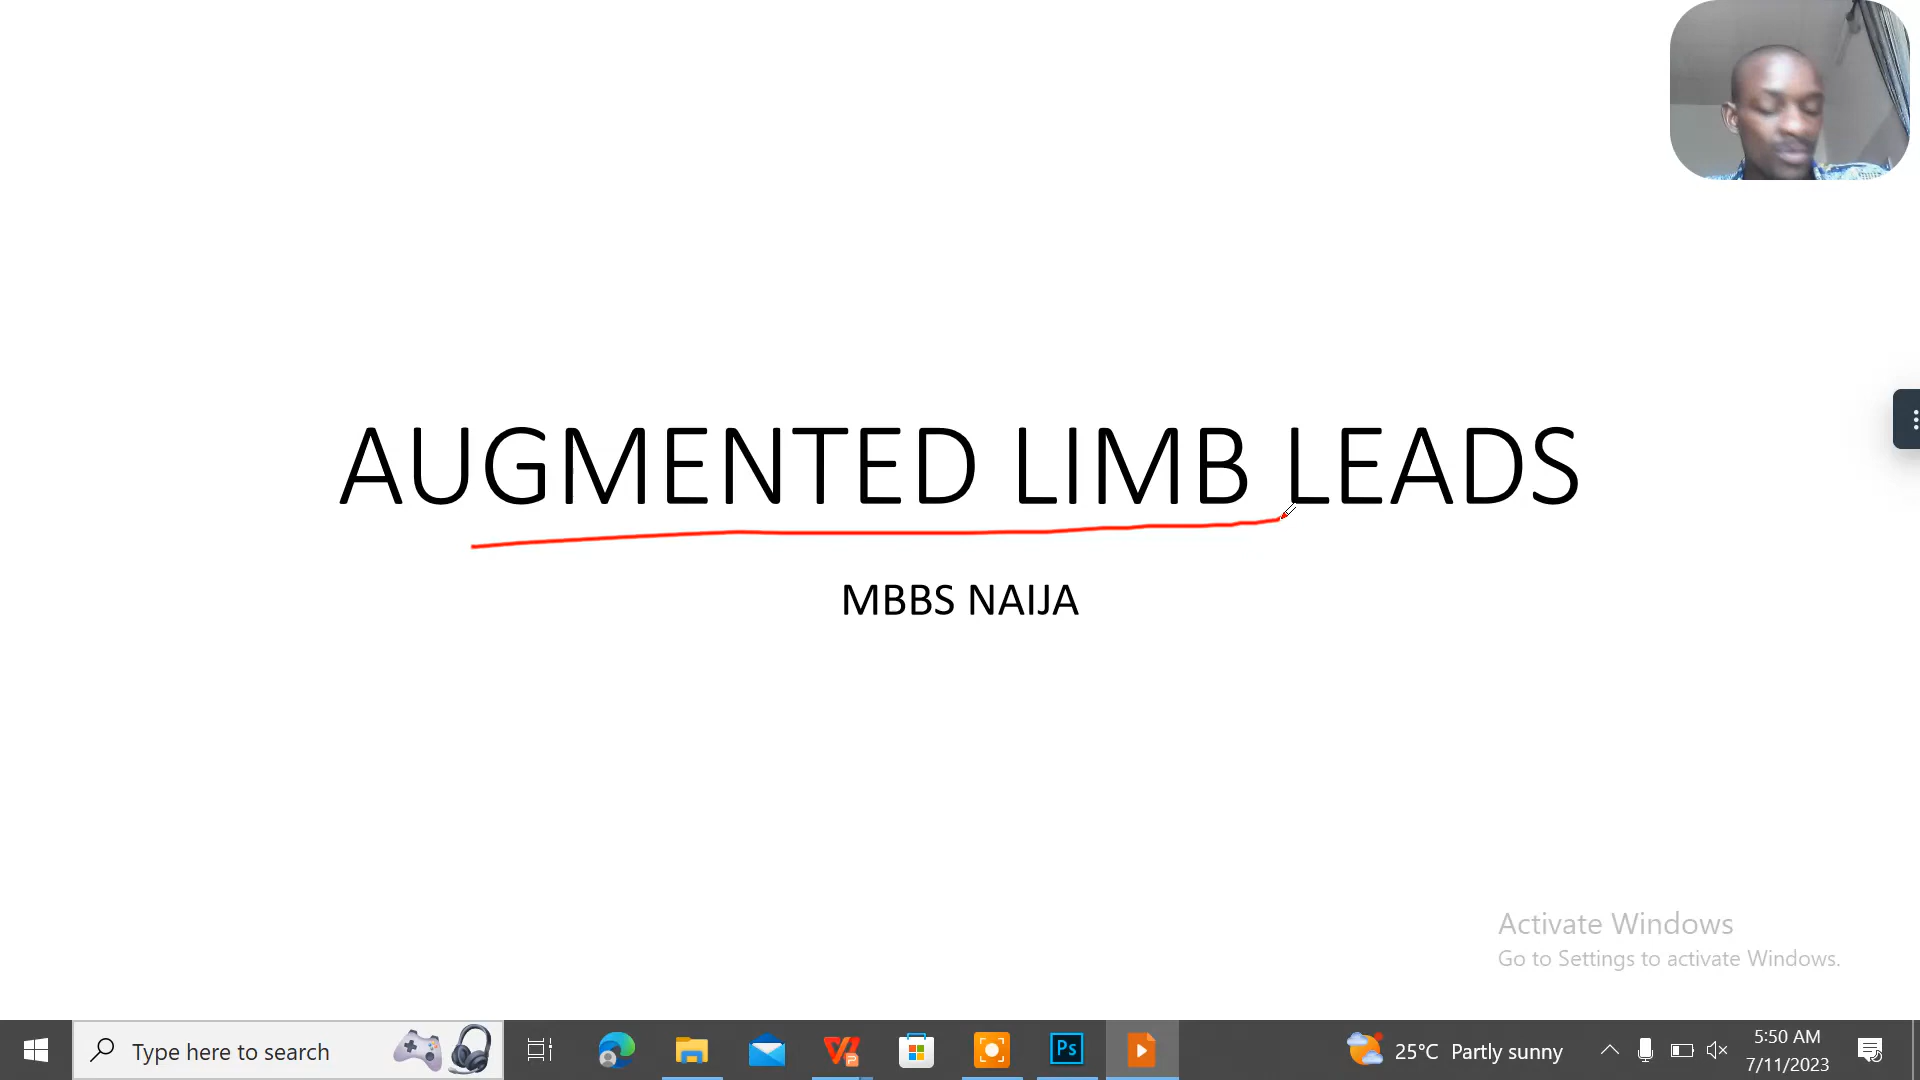 AUGMENTED LIMB LEADS
MBBS NAIJA
Activate Windows
Go to Settings to activate Windows.
Type here to search
Ps
25°C Partly sunny
5:50 AM
7/11/2023